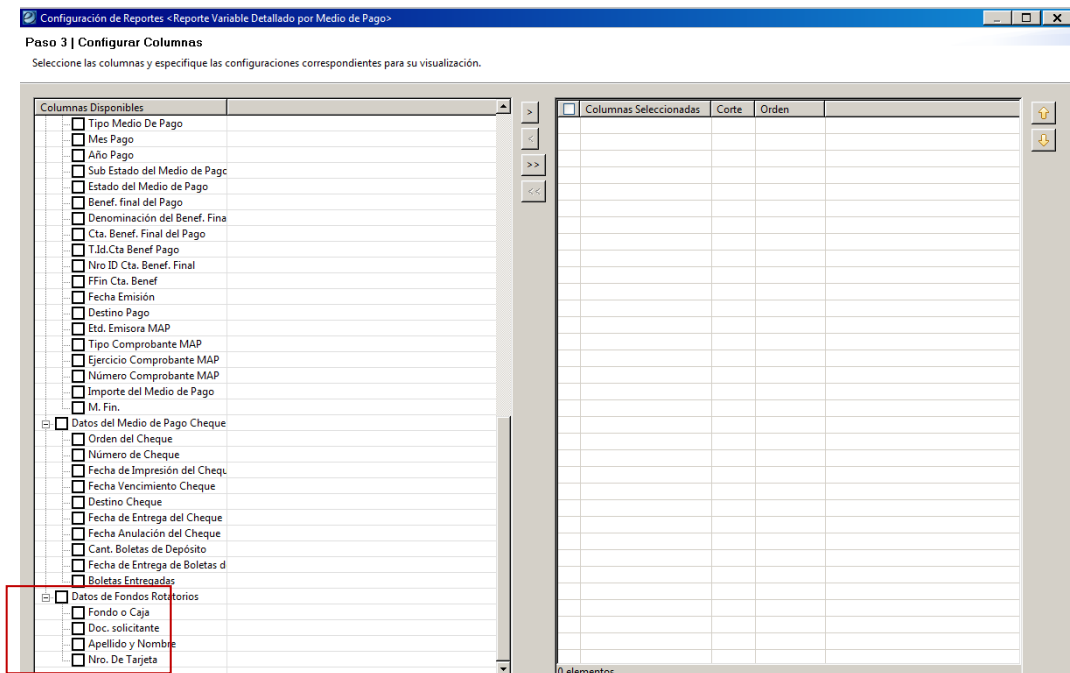 Configuración de Reportes <Reporte Variable Detallado por Medio de Pago>
Paso 3 | Configurar Columnas
Seleccione las columnas y especifique las configuraciones correspondientes para su visualización.
Columnas Disponibles
Tipo Medio De Pago
Mes Pago
Año Pago
Sub Estado del Medio de Pago
Estado del Medio de Pago
Benef. final del Pago
Denominación del Benef. Fina
Cta. Benef. Final del Pago
T.Id.Cta Benef Pago
Nro ID Cta. Benef. Final
FFin Cta. Benef
Fecha Emisión
Destino Pago
Etd. Emisora MAP
Tipo Comprobante MAP
Ejercicio Comprobante MAP
Número Comprobante MAP
Importe del Medio de Pago
M. Fin.
Datos del Medio de Pago Cheque
Orden del Cheque
Número de Cheque
Fecha de Impresión del Chequ
Fecha Vencimiento Cheque
Destino Cheque
Fecha de Entrega del Cheque
Fecha Anulación del Cheque
Cant. Boletas de Depósito
Fecha de Entrega de Boletas d
Boletas Entregadas
Datos de Fondos Rotatorios
Fondo o Caja
Doc. solicitante
Apellido y Nombre
Nro. De Tarjeta
>
<
>>
<<
Columnas Seleccionadas Corte Orden
0 elementos